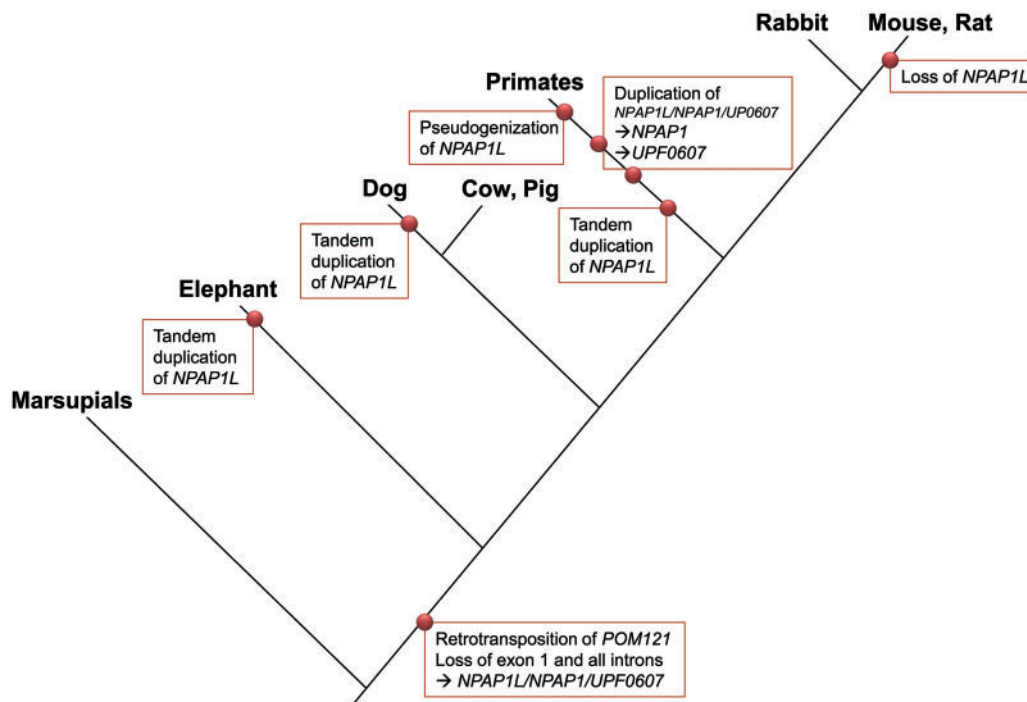 Rabbit
Mouse, Rat
Loss of NPAP1L
Primates
Duplication of
NPAP1L/NPAP1/UP0607
→NPAP1
→UPF0607
Pseudogenization
of NPAP1L
Dog
Cow, Pig
Tandem
duplication
of NPAP1L
Tandem
duplication
of NPAP1L
Elephant
Tandem
duplication
of NPAP1L
Marsupials
Retrotransposition of POM121
Loss of exon 1 and all introns
→ NPAP1L/NPAP1/UPF0607